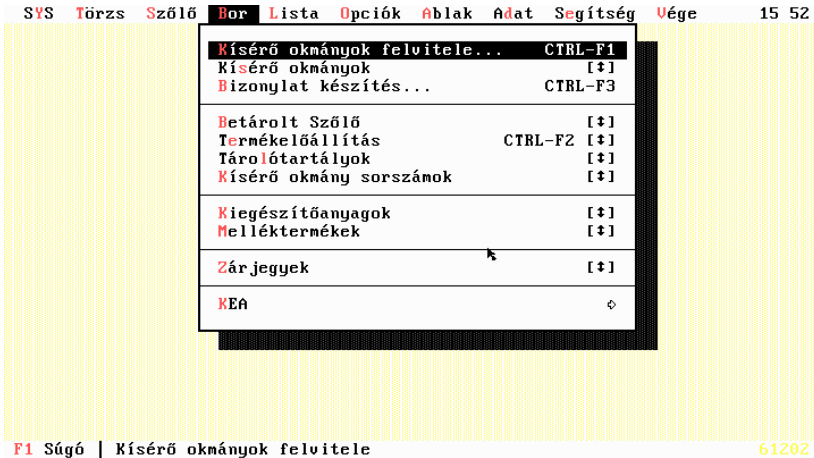 SYS Törzs Szőlő Bor Lista Opciók Ablak Adat Segítség Vége 15 52
Kísérő okmányok felvitele... CTRL-F1
Kísérő okmányok [↕]
Bizonylat készítés... CTRL-F3
Betárolt Szőlő [↕]
Termékelőállítás CTRL-F2 [↕]
Tárolótartályok [↕]
Kísérő okmány sorszámok [↕]
Kiegészítőanyagok [↕]
Melléktermékek [↕]
Zárjegyek [↕]
KEA
F1 Súgó | Kísérő okmányok felvitele 61202